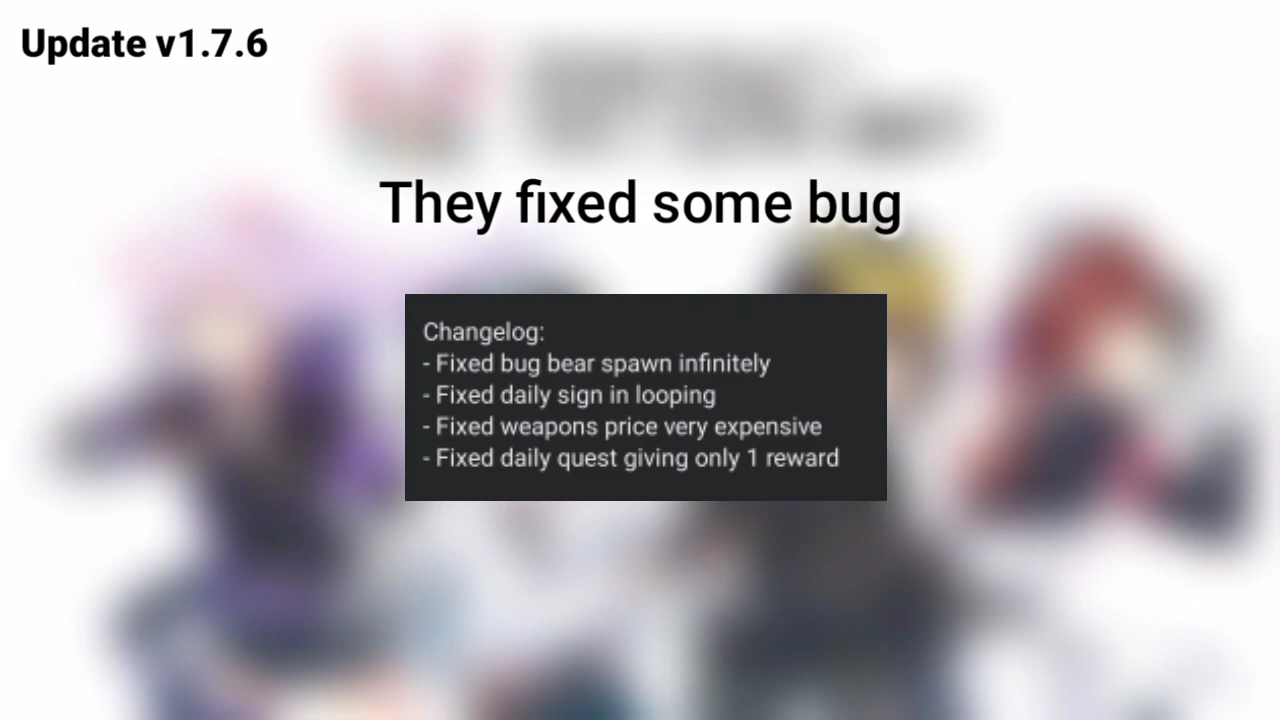 Update v1.7.6
They fixed some bug
Changelog:
- Fixed bug bear spawn infinitely
- Fixed daily sign in looping
- Fixed weapons price very expensive
- Fixed daily quest giving only 1 reward